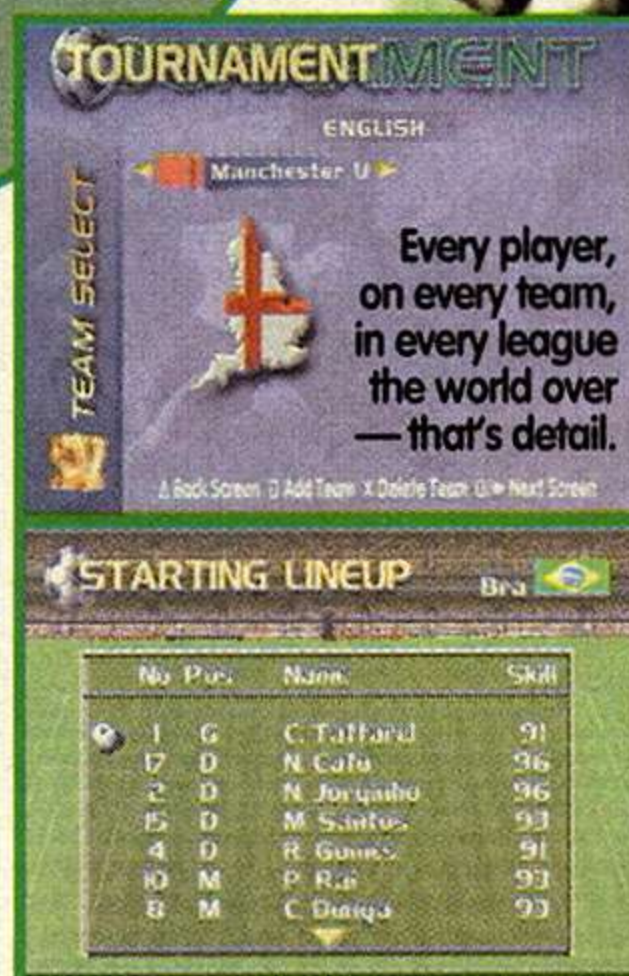 TOURNAMENT MENT
ENGLISH
Manchester U
TEAM SELECT
Every player,
on every team,
in every league
the world over
— that's detail.
Δ Back Screen □ Add Team X Delete Team Next Screen
STARTING LINEUP Bra
No Pos Name Skill
1 G C. Taffarel 91
17 D N. Cafu 96
2 D N. Jorginho 96
15 D M. Santos 93
4 D R. Gomes 91
10 M P. Rai 93
8 M C. Dunga 93